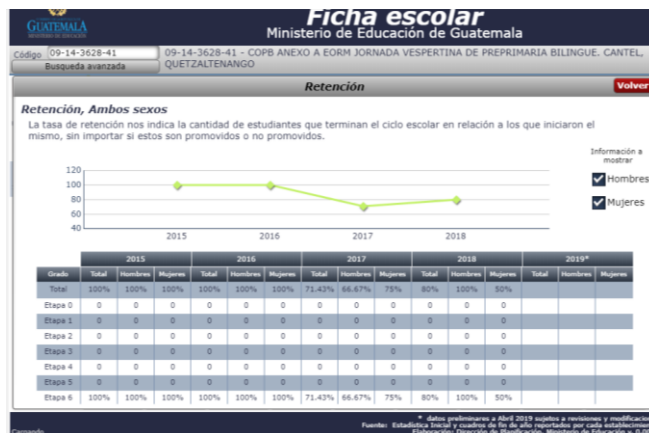 Ficha escolar
GUATEMALA
Ministerio de Educación de Guatemala
Código 09-14-3628-41
09-14-3628-41 - COPB ANEXO A EORM JORNADA VESPERTINA DE PREPRIMARIA BILINGUE. CANTEL,
Busqueda avanzada
QUETZALTENANGO
Retención
Volver
Retención, Ambos sexos
La tasa de retención nos indica la cantidad de estudiantes que terminan el ciclo escolar en relación a los que iniciaron el
mismo, sin importar si estos son promovidos o no promovidos.
Información a
mostrar
Hombres
Mujeres
120
100
80
60
40
2015 2016 2017 2018
2015 2016 2017 2018 2019*
Grado Total Hombres Mujeres Total Hombres Mujeres Total Hombres Mujeres Total Hombres Mujeres Total Hombres Mujeres
Total 100% 100% 100% 100% 100% 100% 71.43% 66.67% 75% 80% 100% 50%
Etapa 0 0 0 0 0 0 0 0 0 0 0 0 0
Etapa 1 0 0 0 0 0 0 0 0 0 0 0 0
Etapa 2 0 0 0 0 0 0 0 0 0 0 0 0
Etapa 3 0 0 0 0 0 0 0 0 0 0 0 0
Etapa 4 0 0 0 0 0 0 0 0 0 0 0 0
Etapa 5 0 0 0 0 0 0 0 0 0 0 0 0
Etapa 6 100% 100% 100% 100% 100% 100% 71.43% 66.67% 75% 80% 100% 50%
* datos preliminares a Abril 2019 sujetos a revisiones y modificacion
Fuente: Estadística Inicial y cuadros de fin de año reportados por cada establecimien
Elaboración: Dirección de Planificación, Ministerio de Educación
Cargando